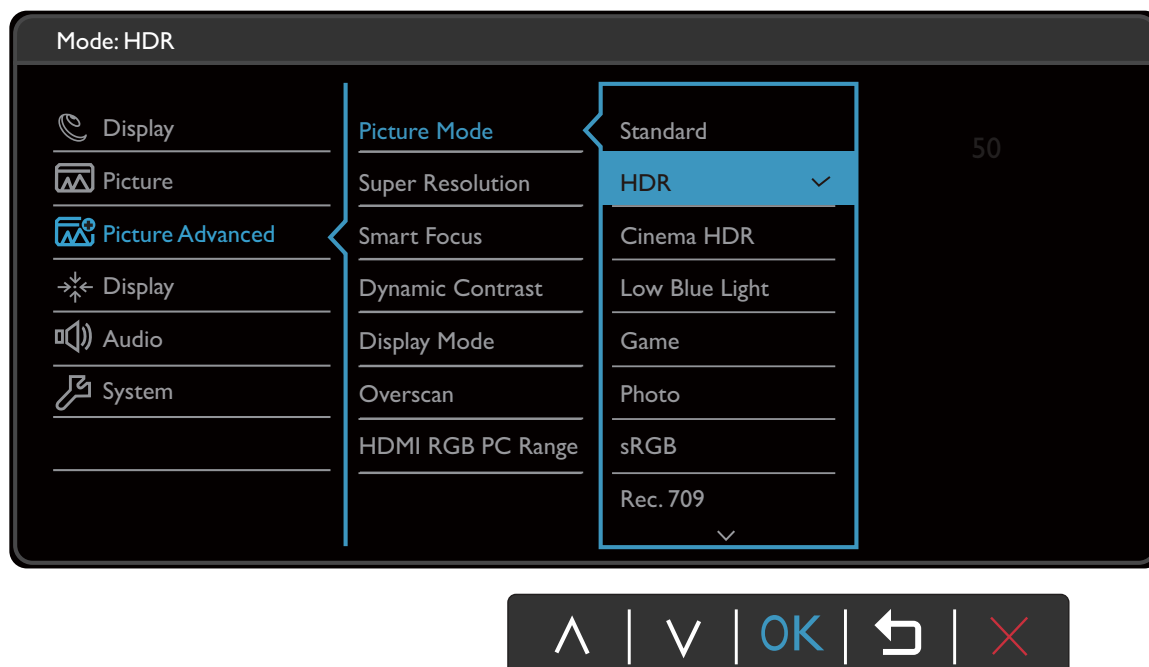 Mode: HDR
Display
Picture
Picture Advanced
Display
Audio
System
Picture Mode
Super Resolution
Smart Focus
Dynamic Contrast
Display Mode
Overscan
HDMI RGB PC Range
Standard
HDR
Cinema HDR
Low Blue Light
Game
Photo
sRGB
Rec. 709
50
OK